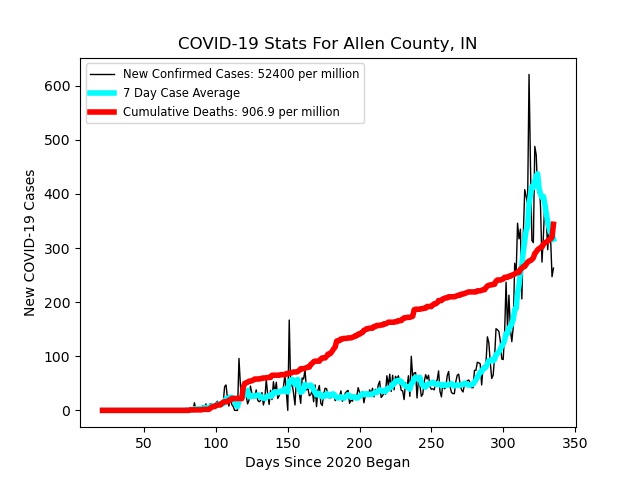 COVID-19 Stats For Allen County, IN
New Confirmed Cases: 52400 per million
7 Day Case Average
Cumulative Deaths: 906.9 per million
600
500
400
300
200
100
0
New COVID-19 Cases
50 100 150 200 250 300 350
Days Since 2020 Began